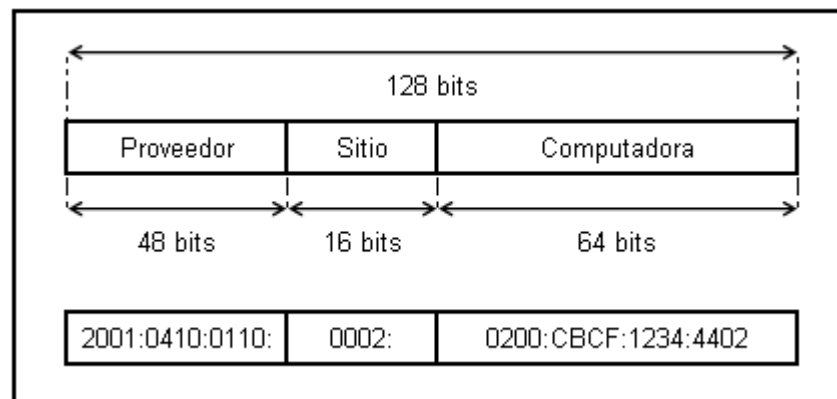 128 bits
Proveedor Sitio Computadora
48 bits 16 bits 64 bits
2001:0410:0110: 0002: 0200:CBCF:1234:4402